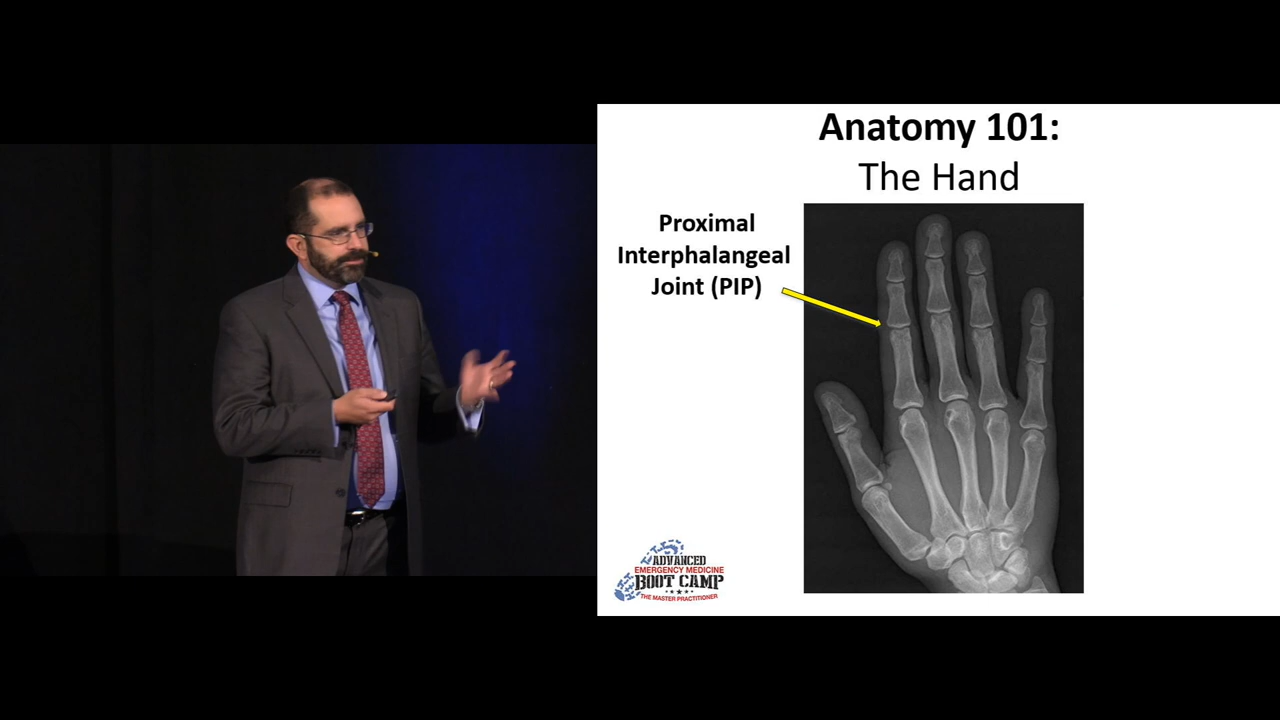 Anatomy 101:
The Hand
Proximal
Interphalangeal
Joint (PIP)
ADVANCED
EMERGENCY MEDICINE
BOOT CAMP
THE MASTER PRACTITIONER